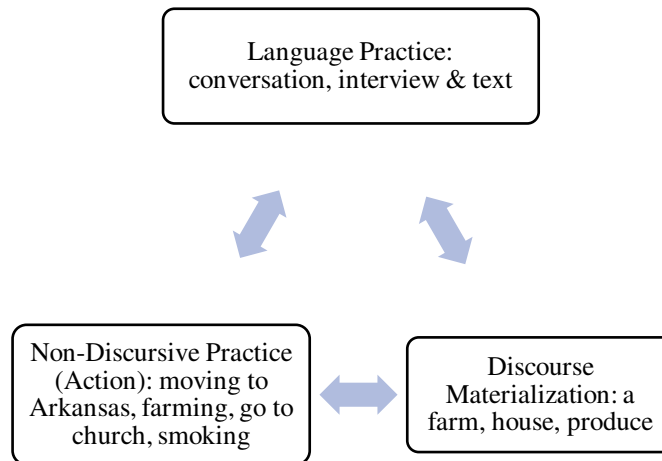 Language Practice:
conversation, interview & text
Non-Discursive Practice
(Action): moving to
Arkansas, farming, go to
church, smoking
Discourse
Materialization: a
farm, house, produce